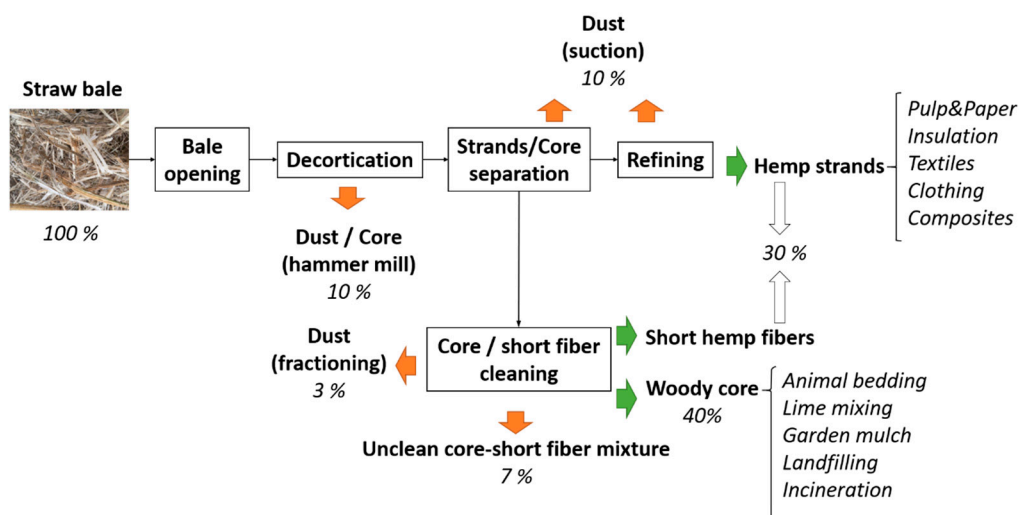 Dust
(suction)
10 %
Straw bale
100 %
Bale
opening
Decortication
Strands/Core
separation
Refining
Hemp strands
Pulp&Paper
Insulation
Textiles
Clothing
Composites
Dust / Core
(hammer mill)
10 %
30 %
Dust
(fractioning)
3 %
Core / short fiber
cleaning
Short hemp fibers
Woody core
40%
Animal bedding
Lime mixing
Garden mulch
Landfilling
Incineration
Unclean core-short fiber mixture
7 %